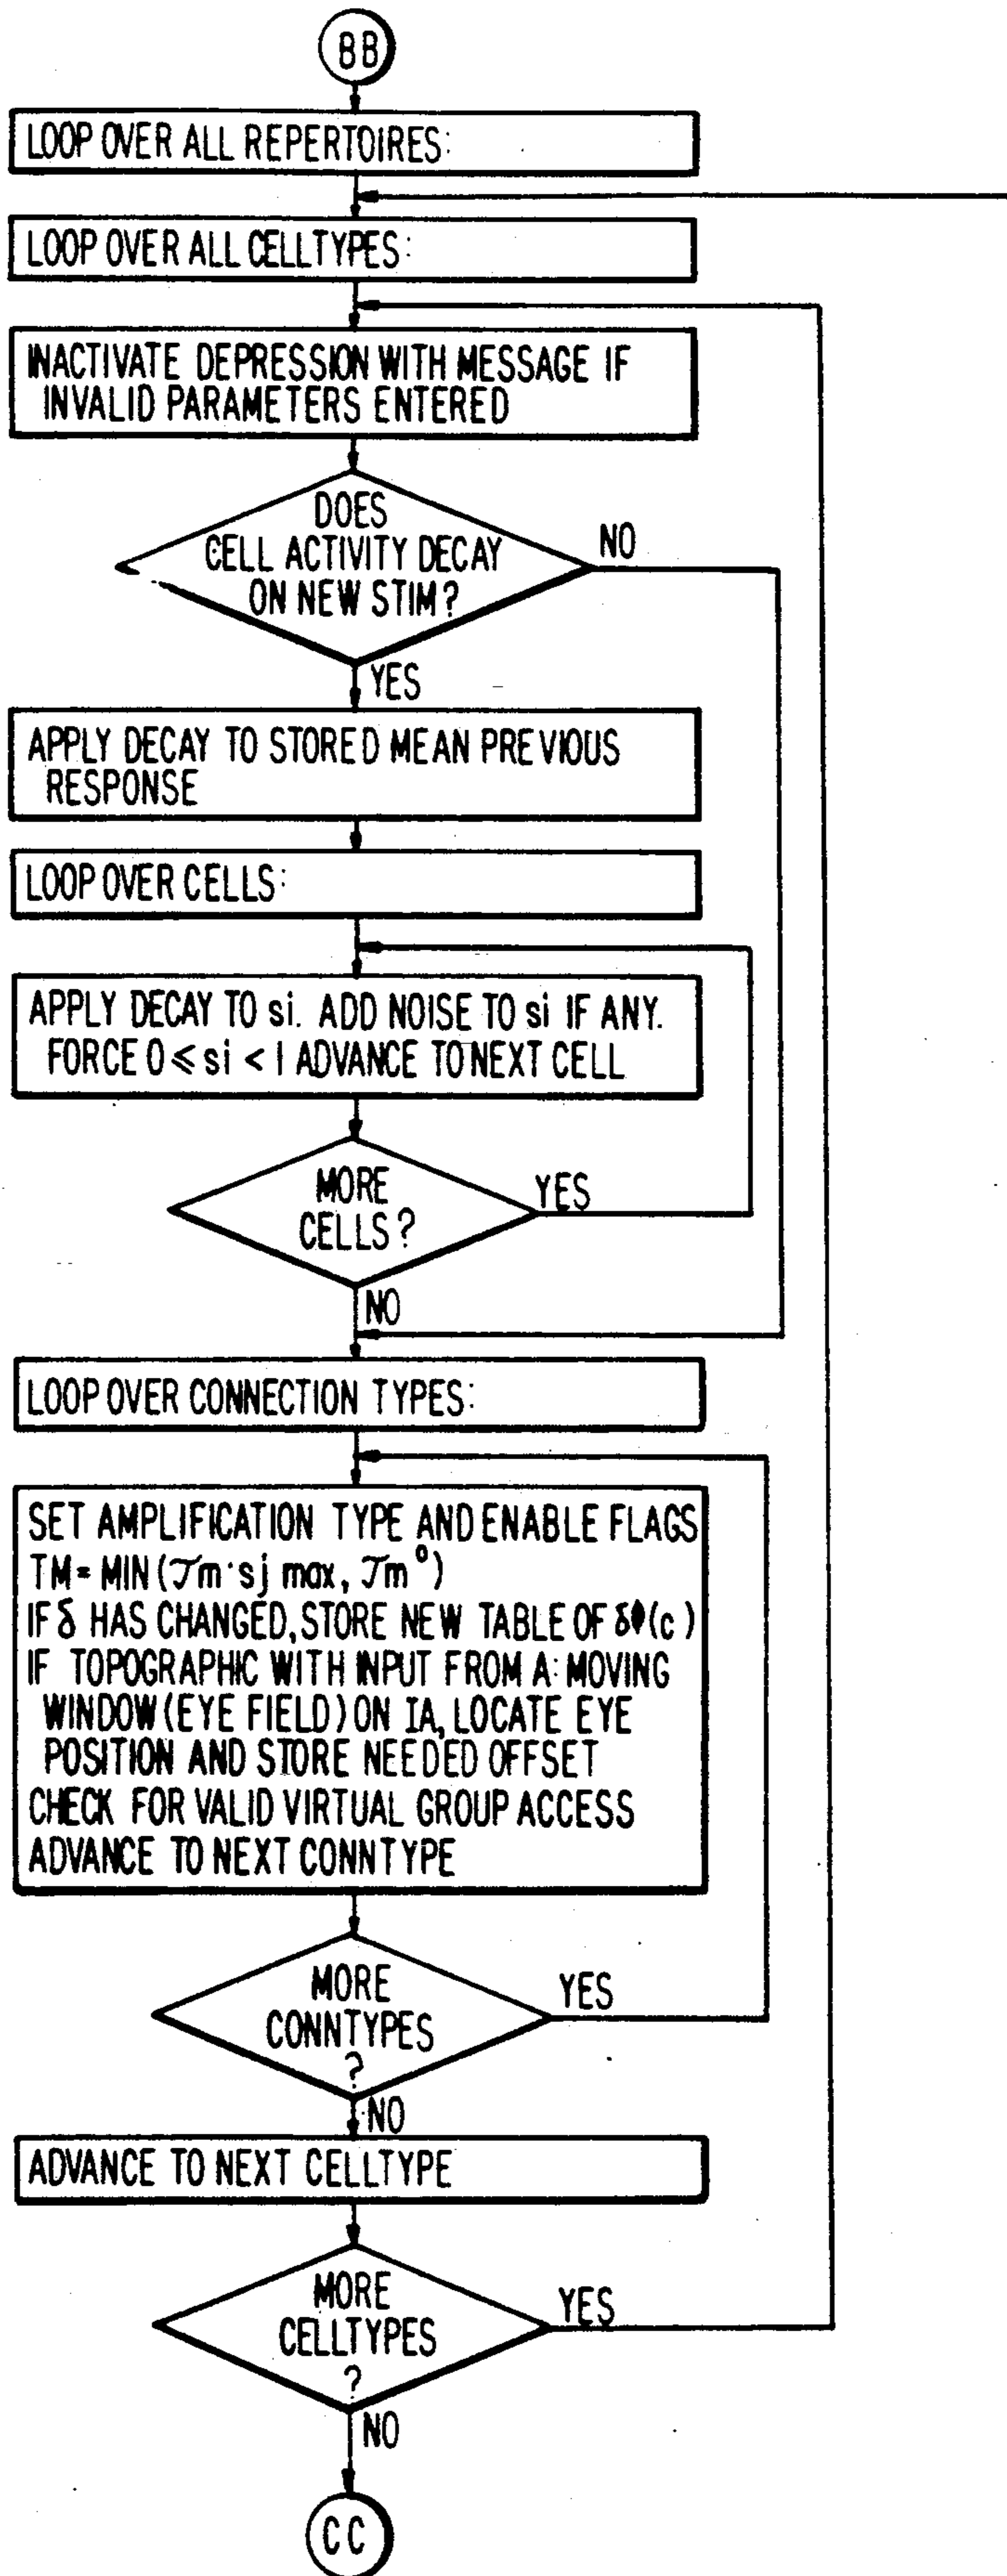 BB
LOOP OVER ALL REPERTOIRES:
LOOP OVER ALL CELLTYPES:
INACTIVATE DEPRESSION WITH MESSAGE IF
INVALID PARAMETERS ENTERED
DOES
CELL ACTIVITY DECAY
ON NEW STIM?
NO
YES
APPLY DECAY TO STORED MEAN PREVIOUS
RESPONSE
LOOP OVER CELLS:
APPLY DECAY TO si. ADD NOISE TO si IF ANY.
FORCE 0 ≤ si < 1 ADVANCE TO NEXT CELL
MORE
CELLS?
YES
NO
LOOP OVER CONNECTION TYPES:
SET AMPLIFICATION TYPE AND ENABLE FLAGS
TM = MIN (𝒯m·sj max, 𝒯m°)
IF δ HAS CHANGED, STORE NEW TABLE OF δΦ(c)
IF TOPOGRAPHIC WITH INPUT FROM A: MOVING
WINDOW (EYE FIELD) ON IA, LOCATE EYE
POSITION AND STORE NEEDED OFFSET
CHECK FOR VALID VIRTUAL GROUP ACCESS
ADVANCE TO NEXT CONNTYPE
MORE
CONNTYPES
?
YES
NO
ADVANCE TO NEXT CELLTYPE
MORE
CELLTYPES
?
YES
NO
CC